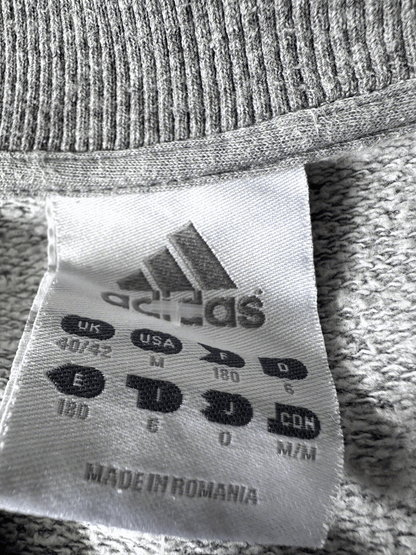 adidas
UK USA F D
40/42 M 180 6
E I J CDN
180 6 O M/M
MADE IN ROMANIA